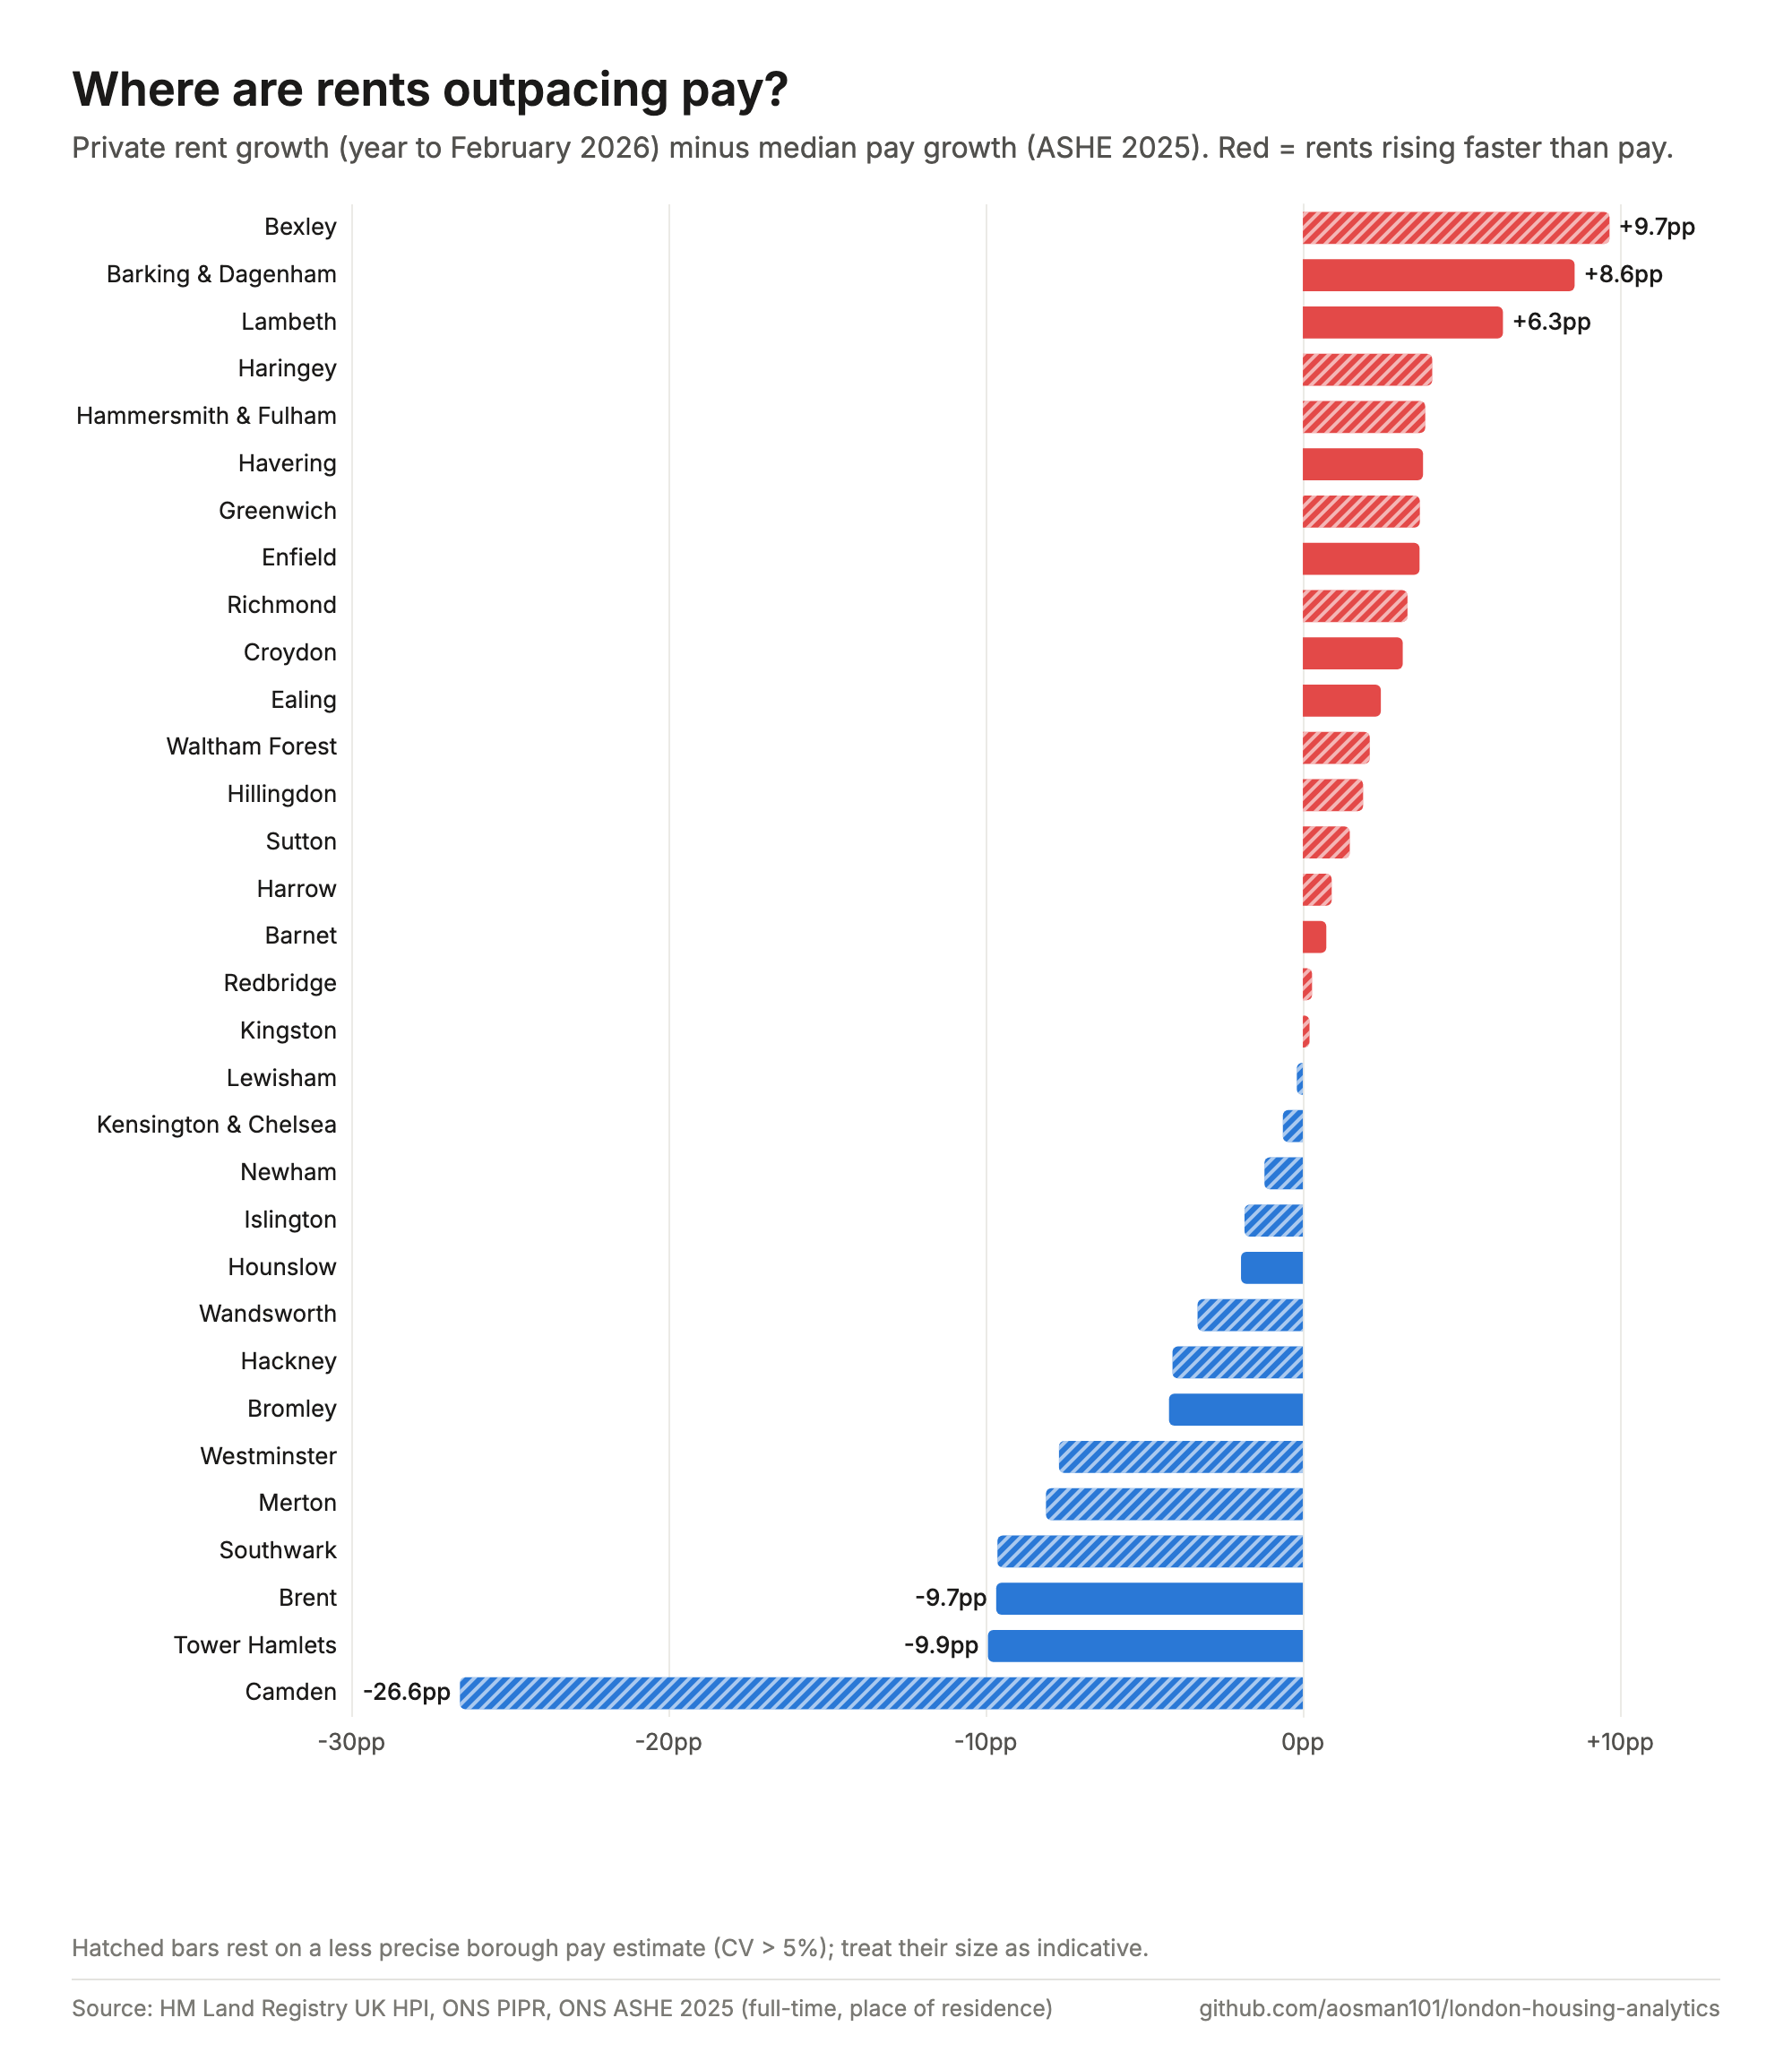 Where are rents outpacing pay?
Private rent growth (year to February 2026) minus median pay growth (ASHE 2025). Red = rents rising faster than pay.
Bexley +9.7pp
Barking & Dagenham +8.6pp
Lambeth +6.3pp
Haringey
Hammersmith & Fulham
Havering
Greenwich
Enfield
Richmond
Croydon
Ealing
Waltham Forest
Hillingdon
Sutton
Harrow
Barnet
Redbridge
Kingston
Lewisham
Kensington & Chelsea
Newham
Islington
Hounslow
Wandsworth
Hackney
Bromley
Westminster
Merton
Southwark
Brent -9.7pp
Tower Hamlets -9.9pp
Camden -26.6pp
-30pp -20pp -10pp 0pp +10pp
Hatched bars rest on a less precise borough pay estimate (CV > 5%); treat their size as indicative.
Source: HM Land Registry UK HPI, ONS PIPR, ONS ASHE 2025 (full-time, place of residence) github.com/aosman101/london-housing-analytics